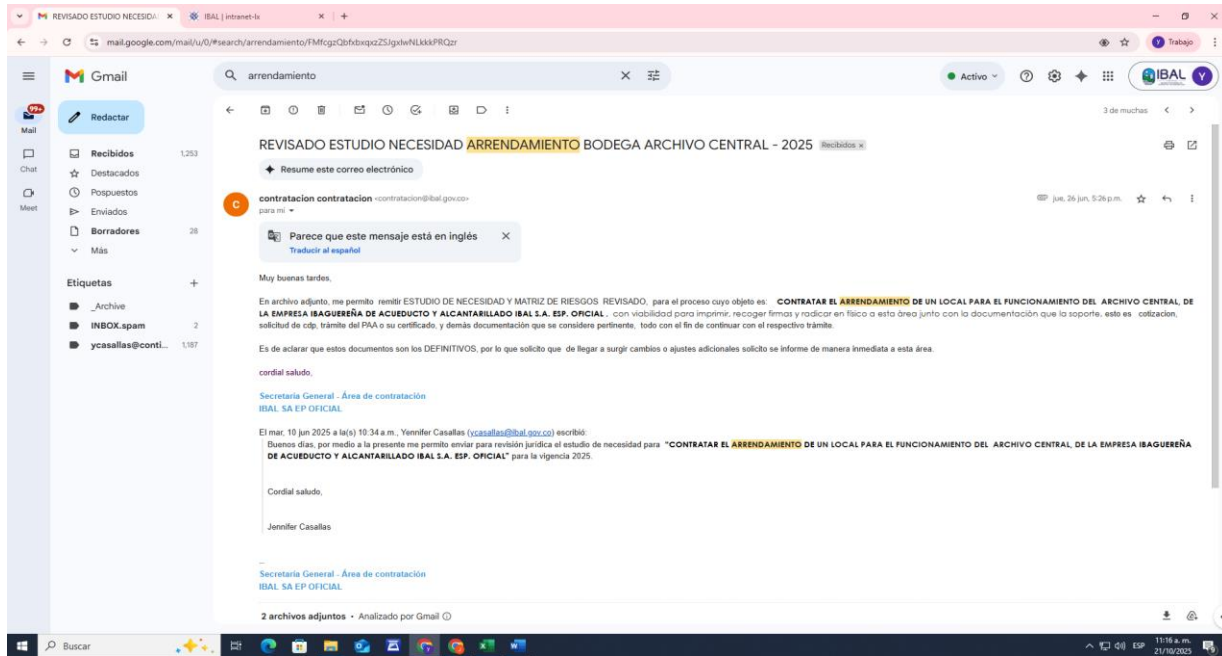 REVISADO ESTUDIO NECESIDA
IBAL | intranet-lx
mail.google.com/mail/u/0/#search/arrendamiento/FMfcgzQbfxbxqxzZSJgxlwNLkkkPRQzr
Trabajo
Gmail
arrendamiento
Activo
IBAL
Y
99+
Mail
Chat
Meet
Redactar
Recibidos 1,253
Destacados
Pospuestos
Enviados
Borradores 28
Más
Etiquetas
_Archive
INBOX.spam 2
ycasallas@conti... 1,187
3 de muchas
REVISADO ESTUDIO NECESIDAD ARRENDAMIENTO BODEGA ARCHIVO CENTRAL - 2025 Recibidos x
Resume este correo electrónico
C
contratacion contratacion <contratacion@ibal.gov.co>
jue, 26 jun, 5:26 p.m.
para mí
Parece que este mensaje está en inglés
Traducir al español
Muy buenas tardes,
En archivo adjunto, me permito remitir ESTUDIO DE NECESIDAD Y MATRIZ DE RIESGOS REVISADO, para el proceso cuyo objeto es: CONTRATAR EL ARRENDAMIENTO DE UN LOCAL PARA EL FUNCIONAMIENTO DEL ARCHIVO CENTRAL, DE
LA EMPRESA IBAGUEREÑA DE ACUEDUCTO Y ALCANTARILLADO IBAL S.A. ESP. OFICIAL . con viabilidad para imprimir, recoger firmas y radicar en físico a esta área junto con la documentación que la soporte, esto es cotizacion,
solicitud de cdp, trámite del PAA o su certificado, y demás documentación que se considere pertinente, todo con el fin de continuar con el respectivo trámite.
Es de aclarar que estos documentos son los DEFINITIVOS, por lo que solicito que de llegar a surgir cambios o ajustes adicionales solicito se informe de manera inmediata a esta área.
cordial saludo,
Secretaría General - Área de contratación
IBAL SA EP OFICIAL
El mar, 10 jun 2025 a la(s) 10:34 a.m., Yennifer Casallas (ycasallas@ibal.gov.co) escribió:
Buenos días, por medio a la presente me permito enviar para revisión jurídica el estudio de necesidad para "CONTRATAR EL ARRENDAMIENTO DE UN LOCAL PARA EL FUNCIONAMIENTO DEL ARCHIVO CENTRAL, DE LA EMPRESA IBAGUEREÑA
DE ACUEDUCTO Y ALCANTARILLADO IBAL S.A. ESP. OFICIAL" para la vigencia 2025.
Cordial saludo,
Jennifer Casallas
--
Secretaría General - Área de contratación
IBAL SA EP OFICIAL
2 archivos adjuntos • Analizado por Gmail
Buscar
ESP
11:16 a. m.
21/10/2025